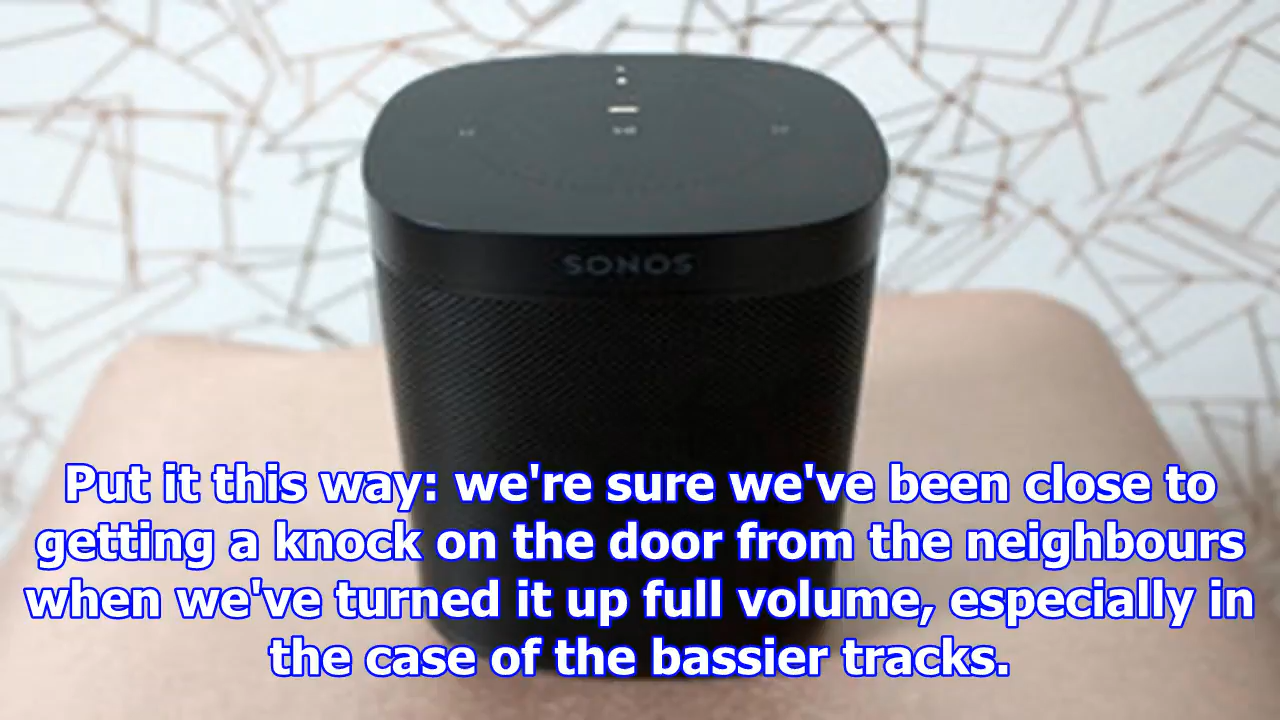 SONOS
Put it this way: we're sure we've been close to
getting a knock on the door from the neighbours
when we've turned it up full volume, especially in
the case of the bassier tracks.